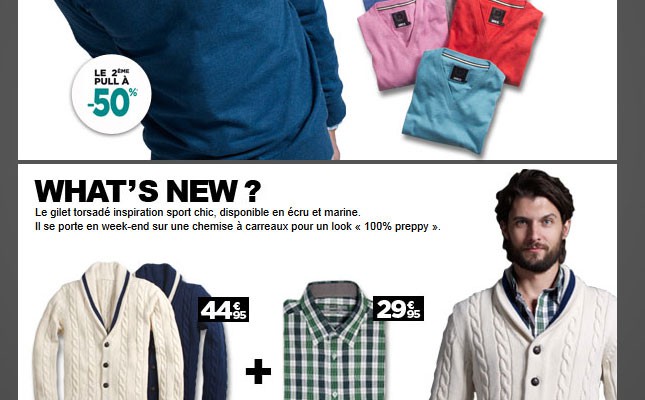 LE 2ÈME
PULL À
-50%
WHAT'S NEW ?
Le gilet torsadé inspiration sport chic, disponible en écru et marine.
Il se porte en week-end sur une chemise à carreaux pour un look « 100% preppy ».
44€95
29€95
+